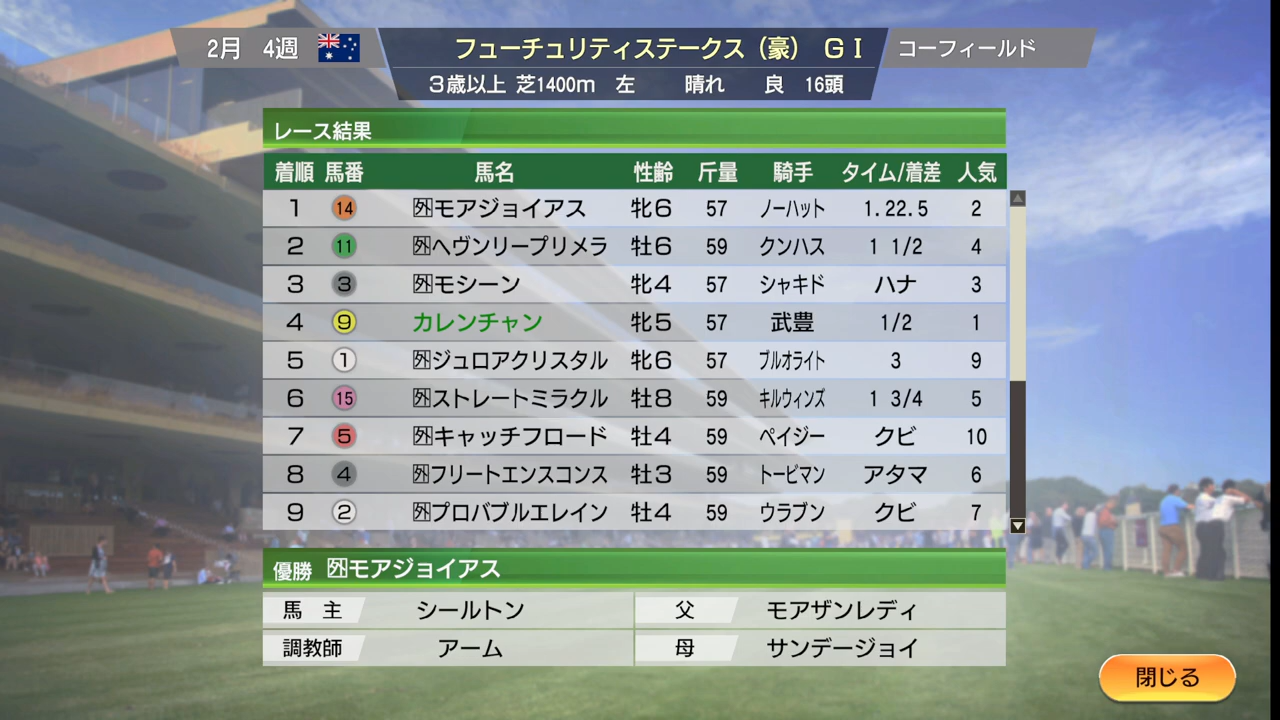 2月 4週 フューチュリティステークス（豪） GⅠ コーフィールド
3歳以上 芝1400m 左 晴れ 良 16頭
レース結果
着順 馬番 馬名 性齢 斤量 騎手 タイム/着差 人気
1 14 外モアジョイアス 牝6 57 ノーハット 1.22.5 2
2 11 外ヘヴンリープリメラ 牡6 59 クンハス 1 1/2 4
3 3 外モシーン 牝4 57 シャキド ハナ 3
4 9 カレンチャン 牝5 57 武豊 1/2 1
5 1 外ジュロアクリスタル 牝6 57 ブルオライト 3 9
6 15 外ストレートミラクル 牡8 59 キルウィンズ 1 3/4 5
7 5 外キャッチフロード 牡4 59 ペイジー クビ 10
8 4 外フリートエンスコンス 牡3 59 トーピマン アタマ 6
9 2 外プロバブルエレイン 牡4 59 ウラブン クビ 7
優勝 外モアジョイアス
馬主 シールトン 父 モアザンレディ
調教師 アーム 母 サンデージョイ
閉じる